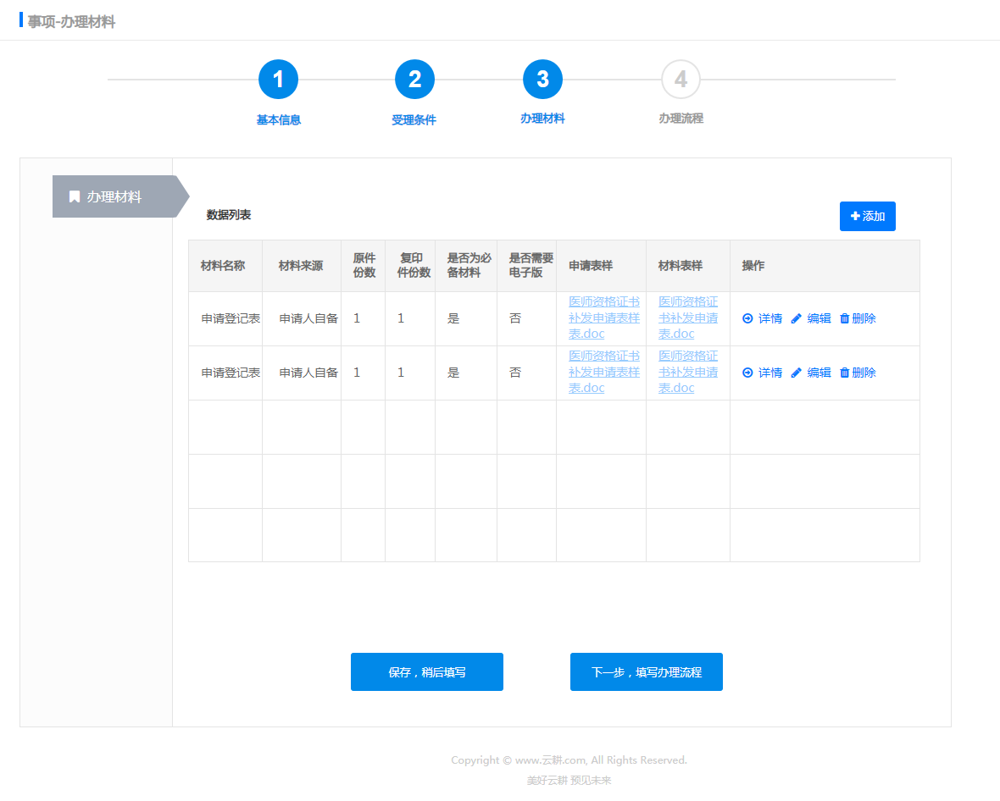 事项-办理材料
1 2 3 4
基本信息 受理条件 办理材料 办理流程
办理材料
数据列表
添加
材料名称 材料来源 原件份数 复印件份数 是否为必备材料 是否需要电子版 申请表样 材料表样 操作
申请登记表 申请人自备 1 1 是 否 医师资格证书补发申请表样表.doc 医师资格证书补发申请表.doc 详情 编辑 删除
申请登记表 申请人自备 1 1 是 否 医师资格证书补发申请表样表.doc 医师资格证书补发申请表.doc 详情 编辑 删除
保存，稍后填写 下一步，填写办理流程
Copyright © www.云耕.com, All Rights Reserved.
美好云耕 预见未来